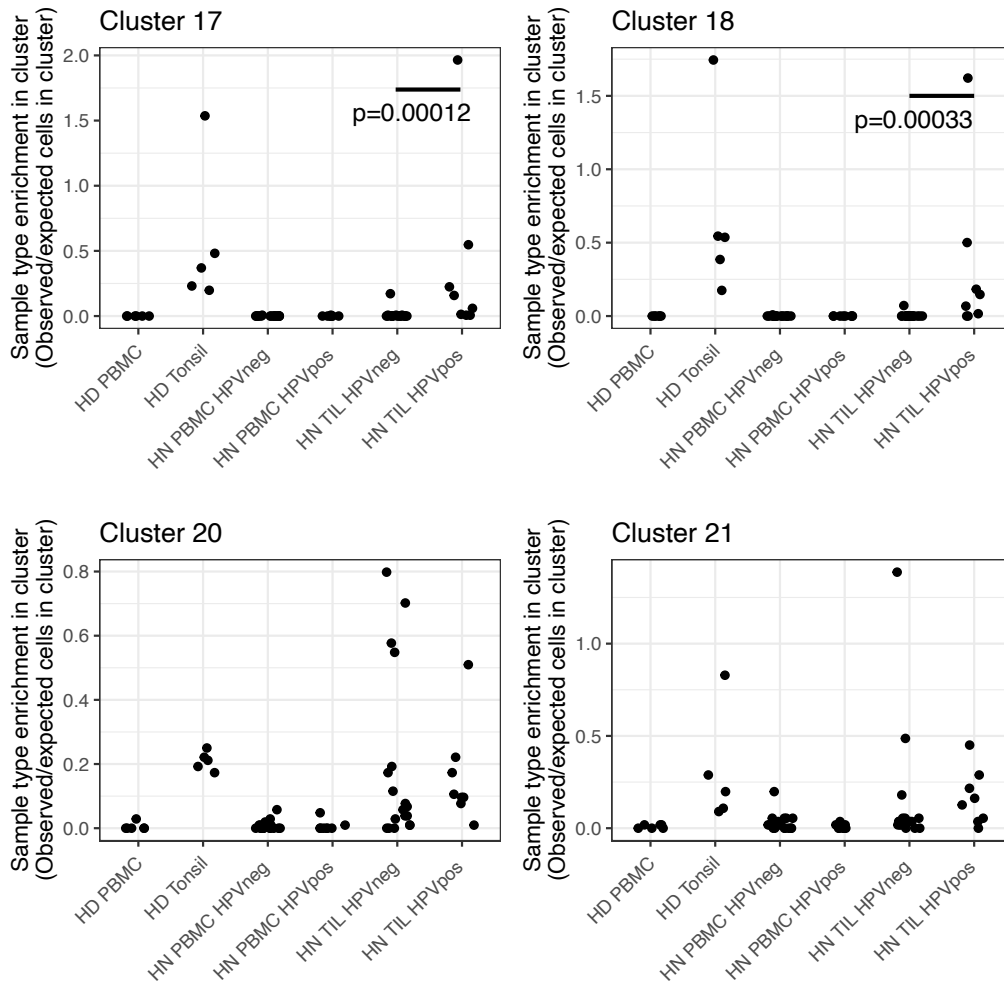 Cluster 17
Sample type enrichment in cluster
(Observed/expected cells in cluster)
2.0
1.5
1.0
0.5
0.0
p=0.00012
HD PBMC
HD Tonsil
HN PBMC HPVneg
HN PBMC HPVpos
HN TIL HPVneg
HN TIL HPVpos
Cluster 18
Sample type enrichment in cluster
(Observed/expected cells in cluster)
1.5
1.0
0.5
0.0
p=0.00033
HD PBMC
HD Tonsil
HN PBMC HPVneg
HN PBMC HPVpos
HN TIL HPVneg
HN TIL HPVpos
Cluster 20
Sample type enrichment in cluster
(Observed/expected cells in cluster)
0.8
0.6
0.4
0.2
0.0
HD PBMC
HD Tonsil
HN PBMC HPVneg
HN PBMC HPVpos
HN TIL HPVneg
HN TIL HPVpos
Cluster 21
Sample type enrichment in cluster
(Observed/expected cells in cluster)
1.0
0.5
0.0
HD PBMC
HD Tonsil
HN PBMC HPVneg
HN PBMC HPVpos
HN TIL HPVneg
HN TIL HPVpos